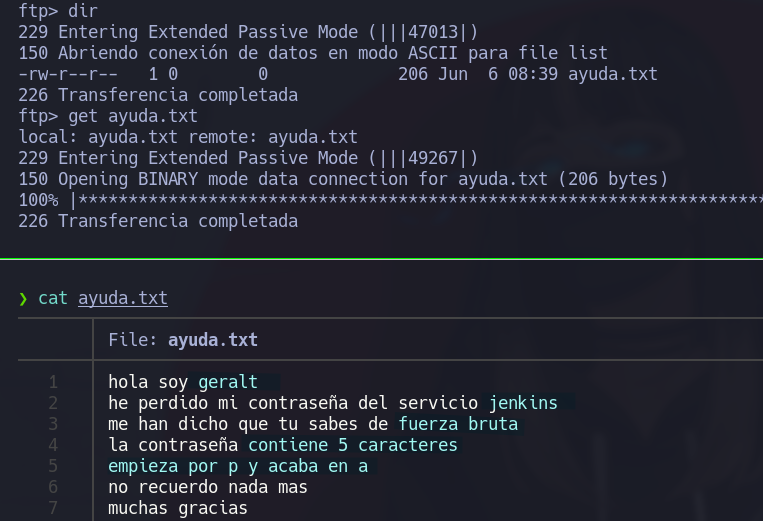 ftp> dir
229 Entering Extended Passive Mode (|||47013|)
150 Abriendo conexión de datos en modo ASCII para file list
-rw-r--r--   1 0        0             206 Jun  6 08:39 ayuda.txt
226 Transferencia completada
ftp> get ayuda.txt
local: ayuda.txt remote: ayuda.txt
229 Entering Extended Passive Mode (|||49267|)
150 Opening BINARY mode data connection for ayuda.txt (206 bytes)
100% |*********************************************************************
226 Transferencia completada
❯ cat ayuda.txt
File: ayuda.txt
1 hola soy geralt
2 he perdido mi contraseña del servicio jenkins
3 me han dicho que tu sabes de fuerza bruta
4 la contraseña contiene 5 caracteres
5 empieza por p y acaba en a
6 no recuerdo nada mas
7 muchas gracias